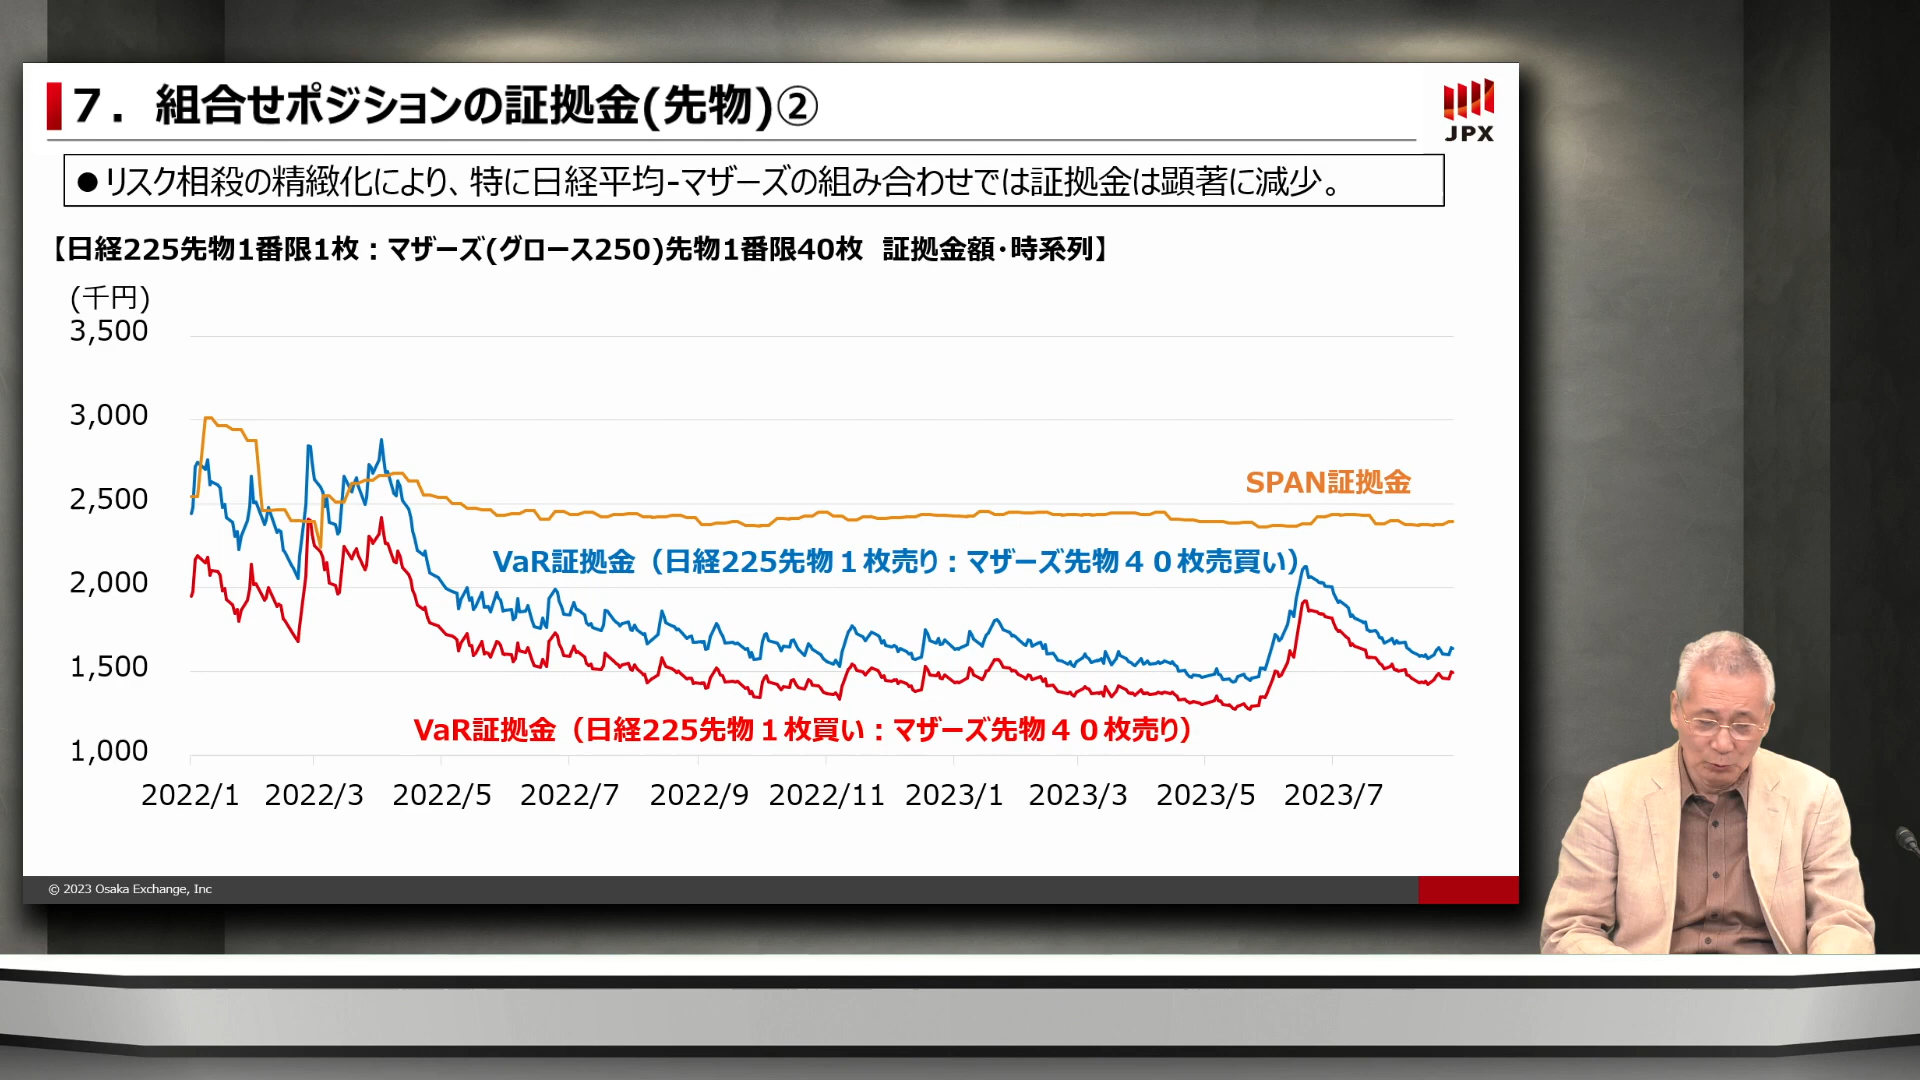 7．組合せポジションの証拠金(先物)②
JPX
●リスク相殺の精緻化により、特に日経平均-マザーズの組み合わせでは証拠金は顕著に減少。
【日経225先物1番限1枚：マザーズ(グロース250)先物1番限40枚　証拠金額･時系列】
(千円)
3,500
3,000
2,500
2,000
1,500
1,000
SPAN証拠金
VaR証拠金（日経225先物１枚売り：マザーズ先物４０枚売買い）
VaR証拠金（日経225先物１枚買い：マザーズ先物４０枚売り）
2022/1 2022/3 2022/5 2022/7 2022/9 2022/11 2023/1 2023/3 2023/5 2023/7
© 2023 Osaka Exchange, Inc